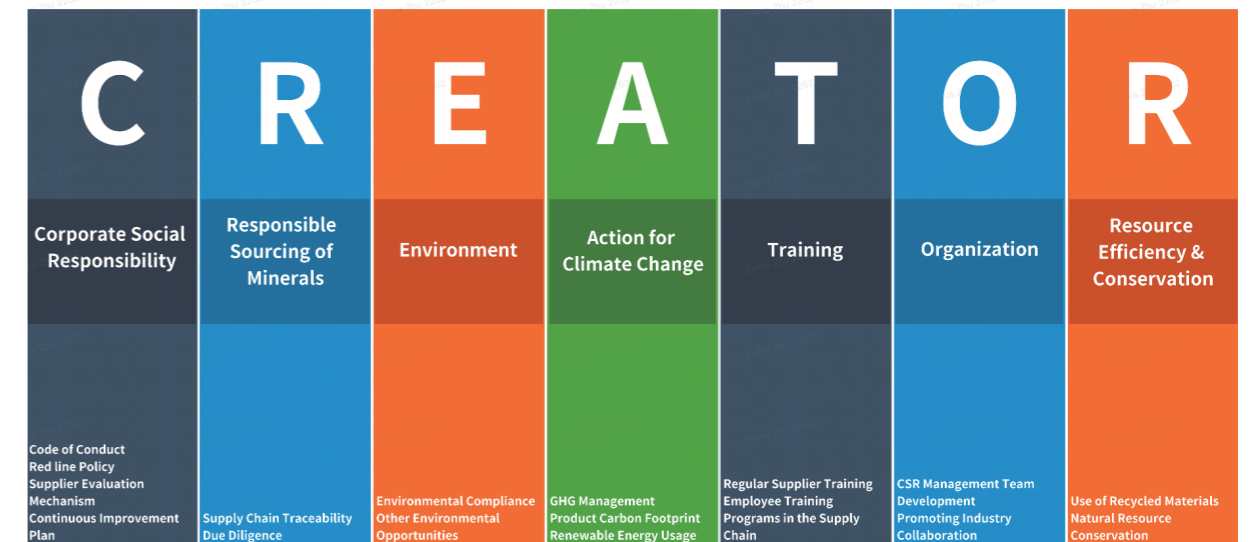 C
Corporate Social
Responsibility
Code of Conduct
Red line Policy
Supplier Evaluation
Mechanism
Continuous Improvement
Plan
R
Responsible
Sourcing of
Minerals
Supply Chain Traceability
Due Diligence
E
Environment
Environmental Compliance
Other Environmental
Opportunities
A
Action for
Climate Change
GHG Management
Product Carbon Footprint
Renewable Energy Usage
T
Training
Regular Supplier Training
Employee Training
Programs in the Supply
Chain
O
Organization
CSR Management Team
Development
Promoting Industry
Collaboration
R
Resource
Efficiency &
Conservation
Use of Recycled Materials
Natural Resource
Conservation